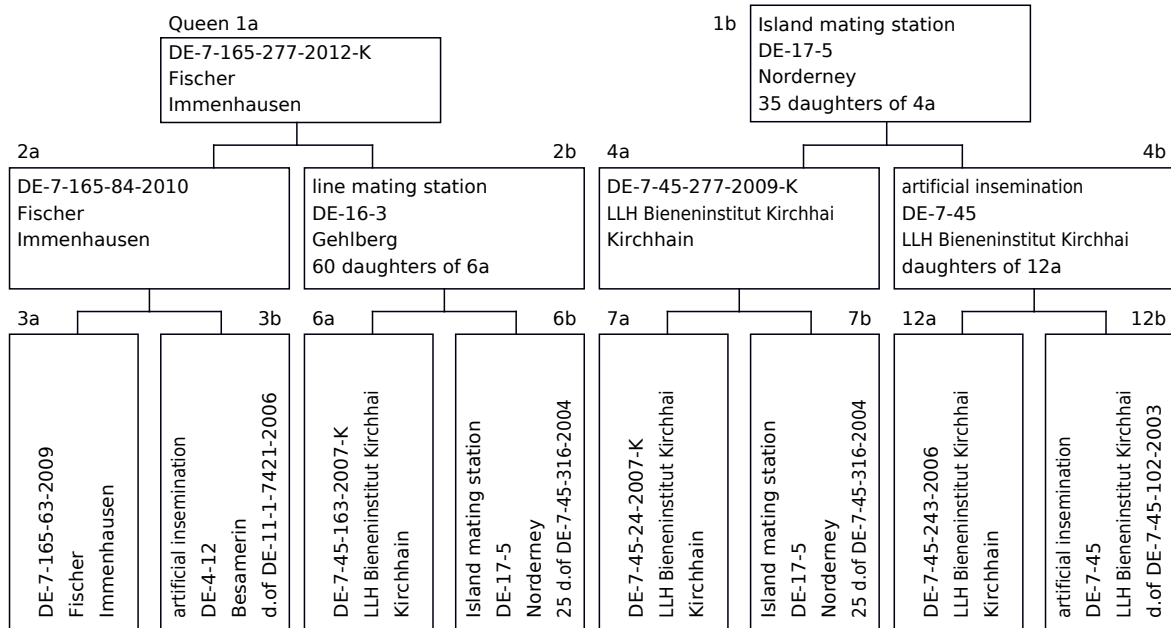 Queen 1a
DE-7-165-277-2012-K
Fischer
Immenhausen
1b
Island mating station
DE-17-5
Norderney
35 daughters of 4a
2a
DE-7-165-84-2010
Fischer
Immenhausen
2b
line mating station
DE-16-3
Gehlberg
60 daughters of 6a
4a
DE-7-45-277-2009-K
LLH Bieneninstitut Kirchhai
Kirchhain
4b
artificial insemination
DE-7-45
LLH Bieneninstitut Kirchhai
daughters of 12a
3a
DE-7-165-63-2009
Fischer
Immenhausen
3b
artificial insemination
DE-4-12
Besamerin
d.of DE-11-1-7421-2006
6a
DE-7-45-163-2007-K
LLH Bieneninstitut Kirchhai
Kirchhain
6b
Island mating station
DE-17-5
Norderney
25 d.of DE-7-45-316-2004
7a
DE-7-45-24-2007-K
LLH Bieneninstitut Kirchhai
Kirchhain
7b
Island mating station
DE-17-5
Norderney
25 d.of DE-7-45-316-2004
12a
DE-7-45-243-2006
LLH Bieneninstitut Kirchhai
Kirchhain
12b
artificial insemination
DE-7-45
LLH Bieneninstitut Kirchhai
d.of DE-7-45-102-2003